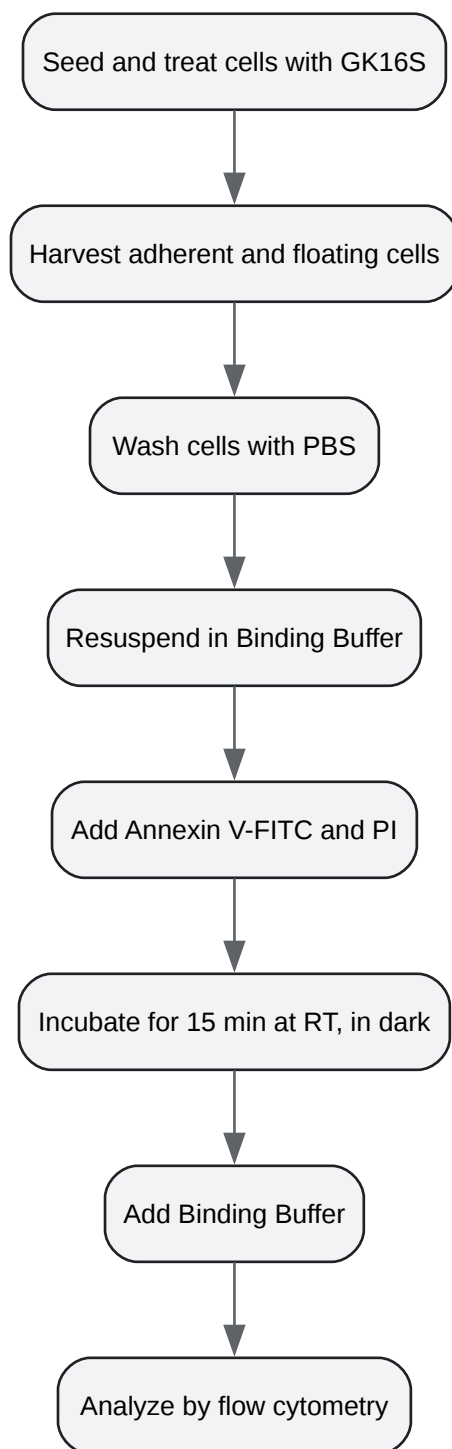 Seed and treat cells with GK16S
Harvest adherent and floating cells
Wash cells with PBS
Resuspend in Binding Buffer
Add Annexin V-FITC and PI
Incubate for 15 min at RT, in dark
Add Binding Buffer
Analyze by flow cytometry